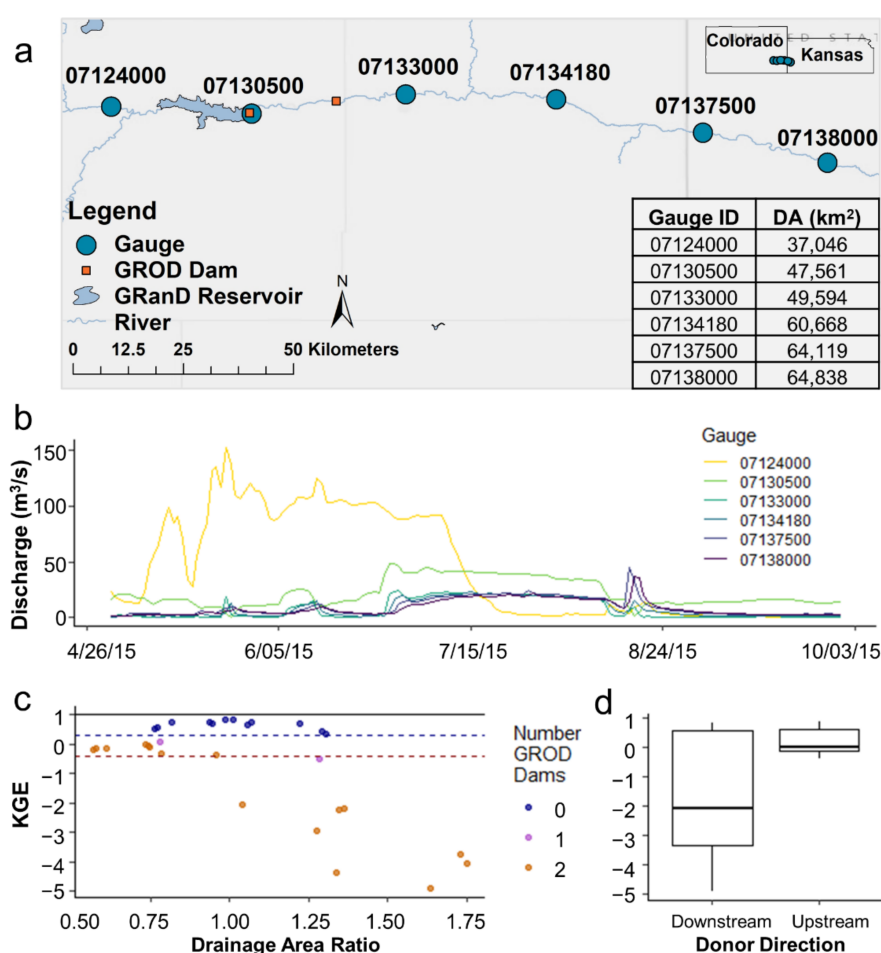 a
UNITED STA
Colorado
Kansas
07124000
07130500
07133000
07134180
07137500
07138000
Legend
Gauge
GROD Dam
GRanD Reservoir
River
0 12.5 25 50 Kilometers
N
Gauge ID DA (km²)
07124000 37,046
07130500 47,561
07133000 49,594
07134180 60,668
07137500 64,119
07138000 64,838
b
Discharge (m³/s)
150
100
50
0
4/26/15 6/05/15 7/15/15 8/24/15 10/03/15
Gauge
07124000
07130500
07133000
07134180
07137500
07138000
c
KGE
1
0
−1
−2
−3
−4
−5
0.50 0.75 1.00 1.25 1.50 1.75
Drainage Area Ratio
Number
GROD
Dams
0
1
2
d
1
0
−1
−2
−3
−4
−5
Downstream Upstream
Donor Direction